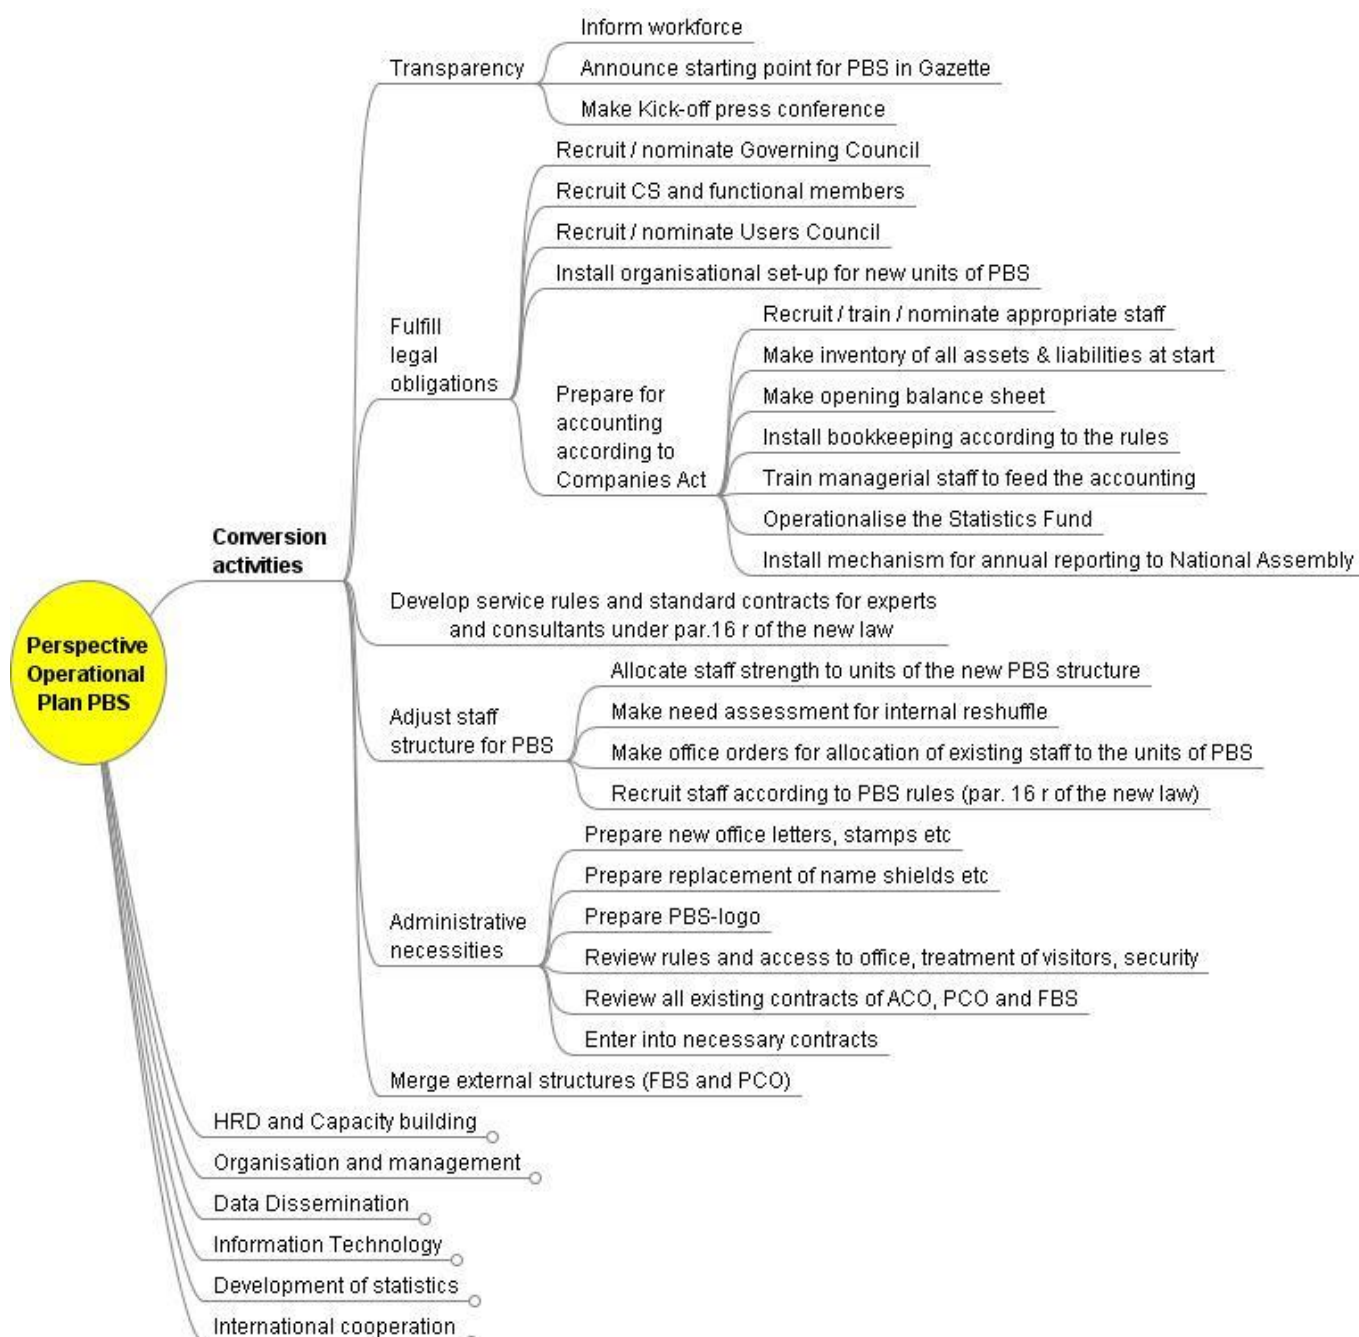 Inform workforce
Transparency
Announce starting point for PBS in Gazette
Make Kick-off press conference
Recruit / nominate Governing Council
Recruit CS and functional members
Recruit / nominate Users Council
Install organisational set-up for new units of PBS
Fulfill
legal
obligations
Recruit / train / nominate appropriate staff
Make inventory of all assets & liabilities at start
Prepare for
accounting
according to
Companies Act
Make opening balance sheet
Install bookkeeping according to the rules
Train managerial staff to feed the accounting
Operationalise the Statistics Fund
Install mechanism for annual reporting to National Assembly
Conversion
activities
Develop service rules and standard contracts for experts
and consultants under par.16 r of the new law
Perspective
Operational
Plan PBS
Allocate staff strength to units of the new PBS structure
Adjust staff
structure for PBS
Make need assessment for internal reshuffle
Make office orders for allocation of existing staff to the units of PBS
Recruit staff according to PBS rules (par. 16 r of the new law)
Prepare new office letters, stamps etc
Prepare replacement of name shields etc
Administrative
necessities
Prepare PBS-logo
Review rules and access to office, treatment of visitors, security
Review all existing contracts of ACO, PCO and FBS
Enter into necessary contracts
Merge external structures (FBS and PCO)
HRD and Capacity building
Organisation and management
Data Dissemination
Information Technology
Development of statistics
International cooperation